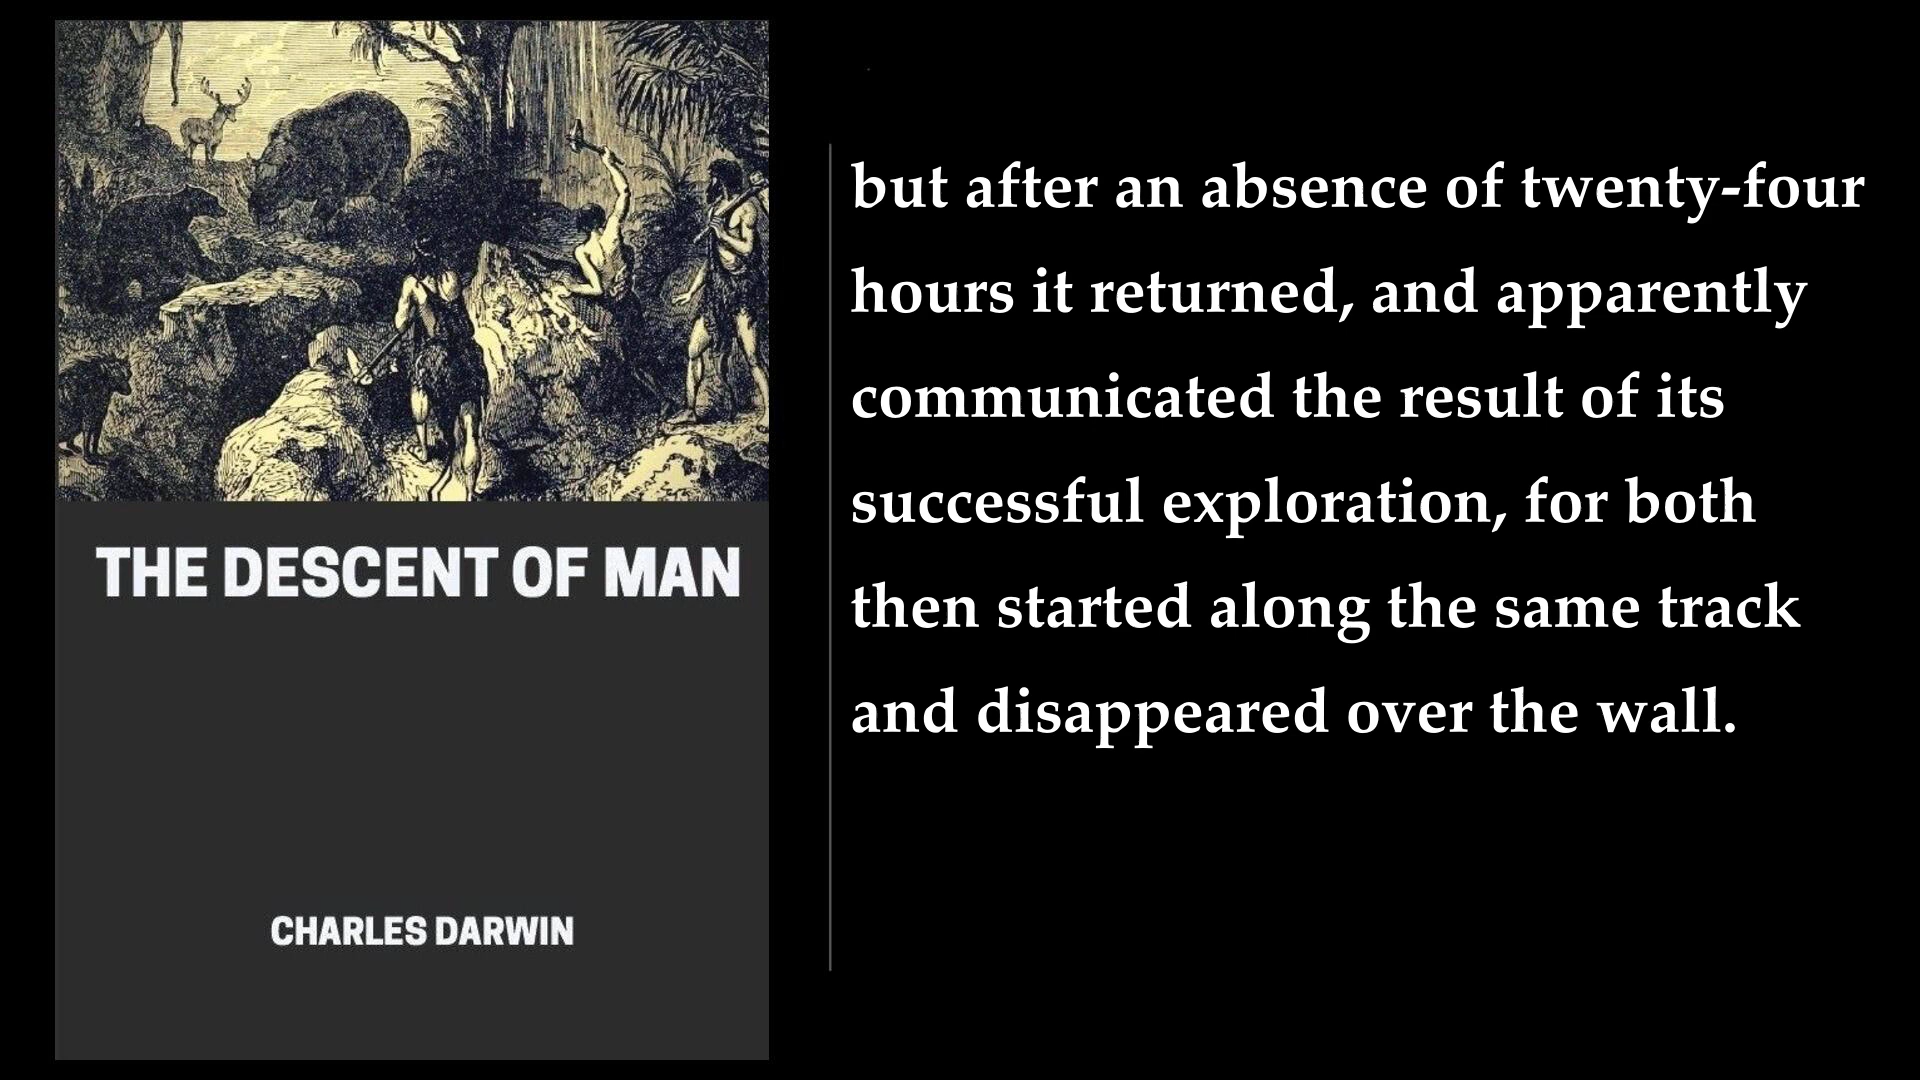 THE DESCENT OF MAN
CHARLES DARWIN
but after an absence of twenty-four
hours it returned, and apparently
communicated the result of its
successful exploration, for both
then started along the same track
and disappeared over the wall.